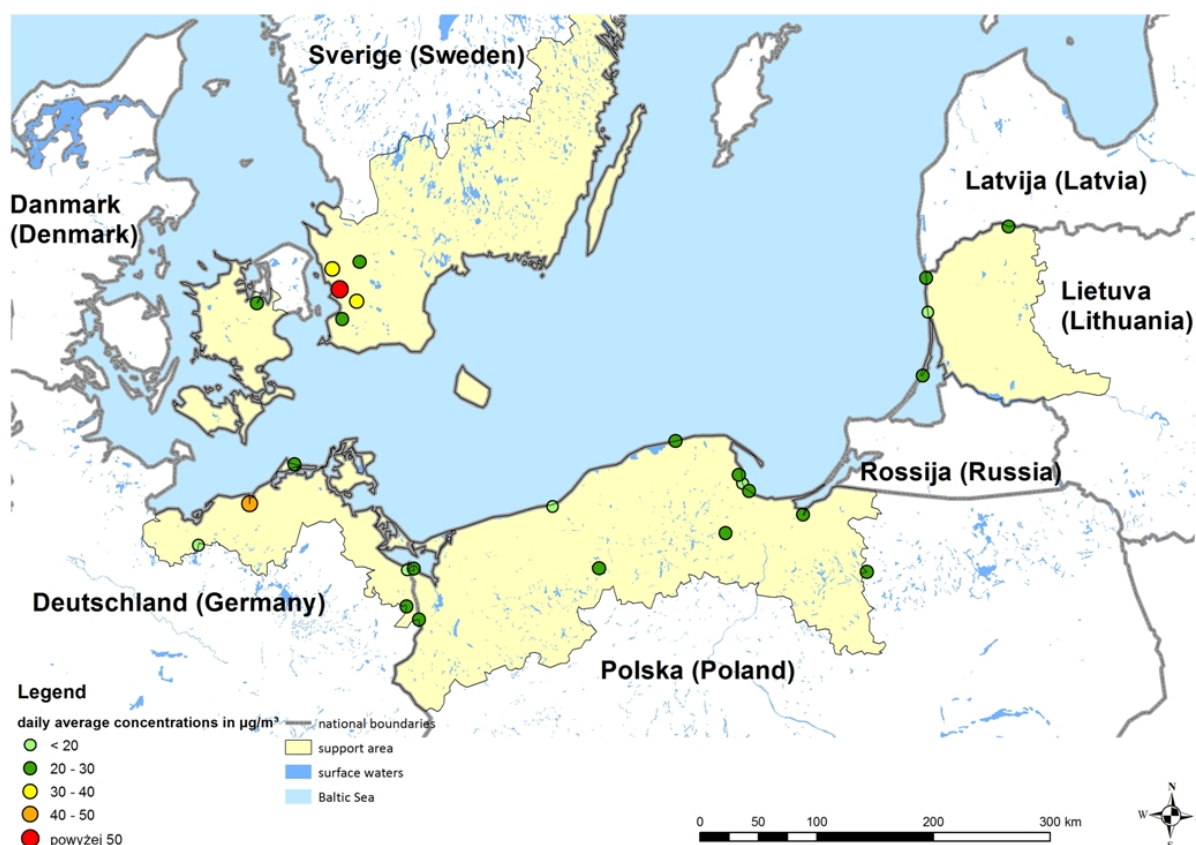 Sverige (Sweden)
Latvija (Latvia)
Danmark
(Denmark)
Lietuva
(Lithuania)
Rossija (Russia)
Deutschland (Germany)
Polska (Poland)
Legend
daily average concentrations in µg/m³
< 20
20 - 30
30 - 40
40 - 50
powyżej 50
national boundaries
support area
surface waters
Baltic Sea
N
W
S
0 50 100 200 300 km